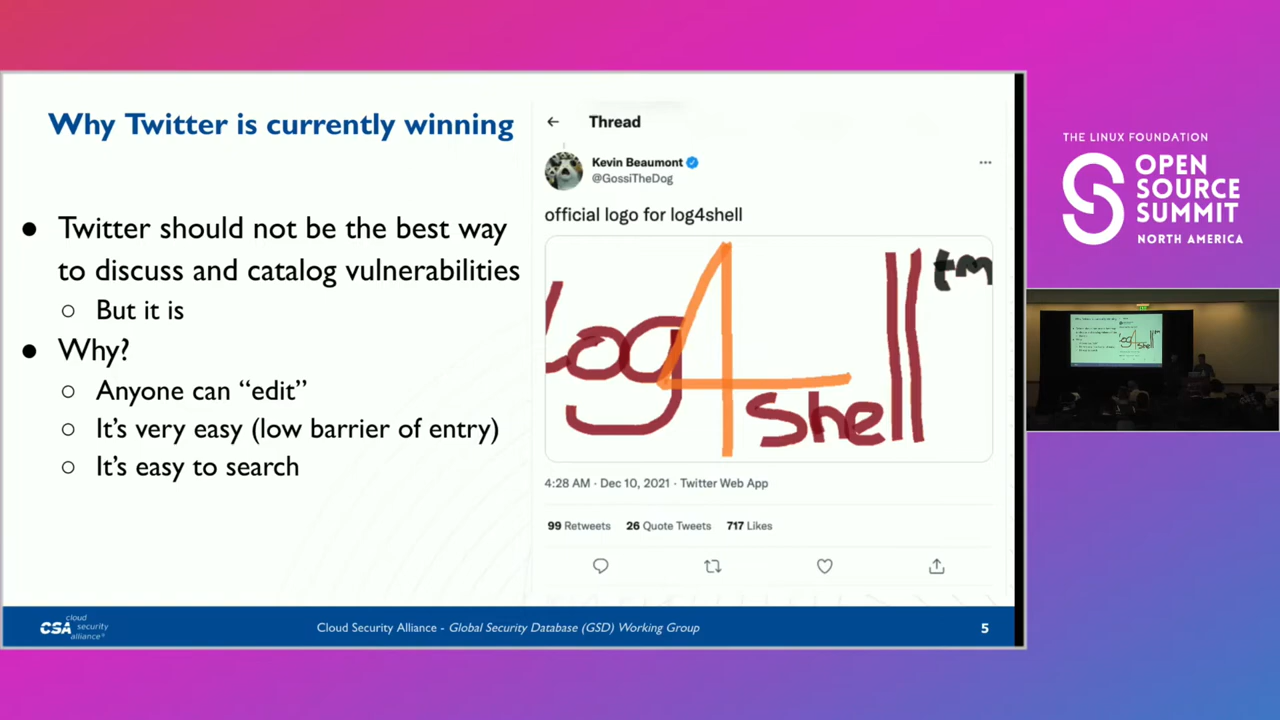 Why Twitter is currently winning
● Twitter should not be the best way
to discuss and catalog vulnerabilities
○ But it is
● Why?
○ Anyone can “edit”
○ It’s very easy (low barrier of entry)
○ It’s easy to search
Thread
Kevin Beaumont
@GossiTheDog
official logo for log4shell
log4shell tm
4:28 AM · Dec 10, 2021 · Twitter Web App
99 Retweets 26 Quote Tweets 717 Likes
CSA cloud
security
alliance®
Cloud Security Alliance - Global Security Database (GSD) Working Group
5
THE LINUX FOUNDATION
OPEN
SOURCE
SUMMIT
NORTH AMERICA